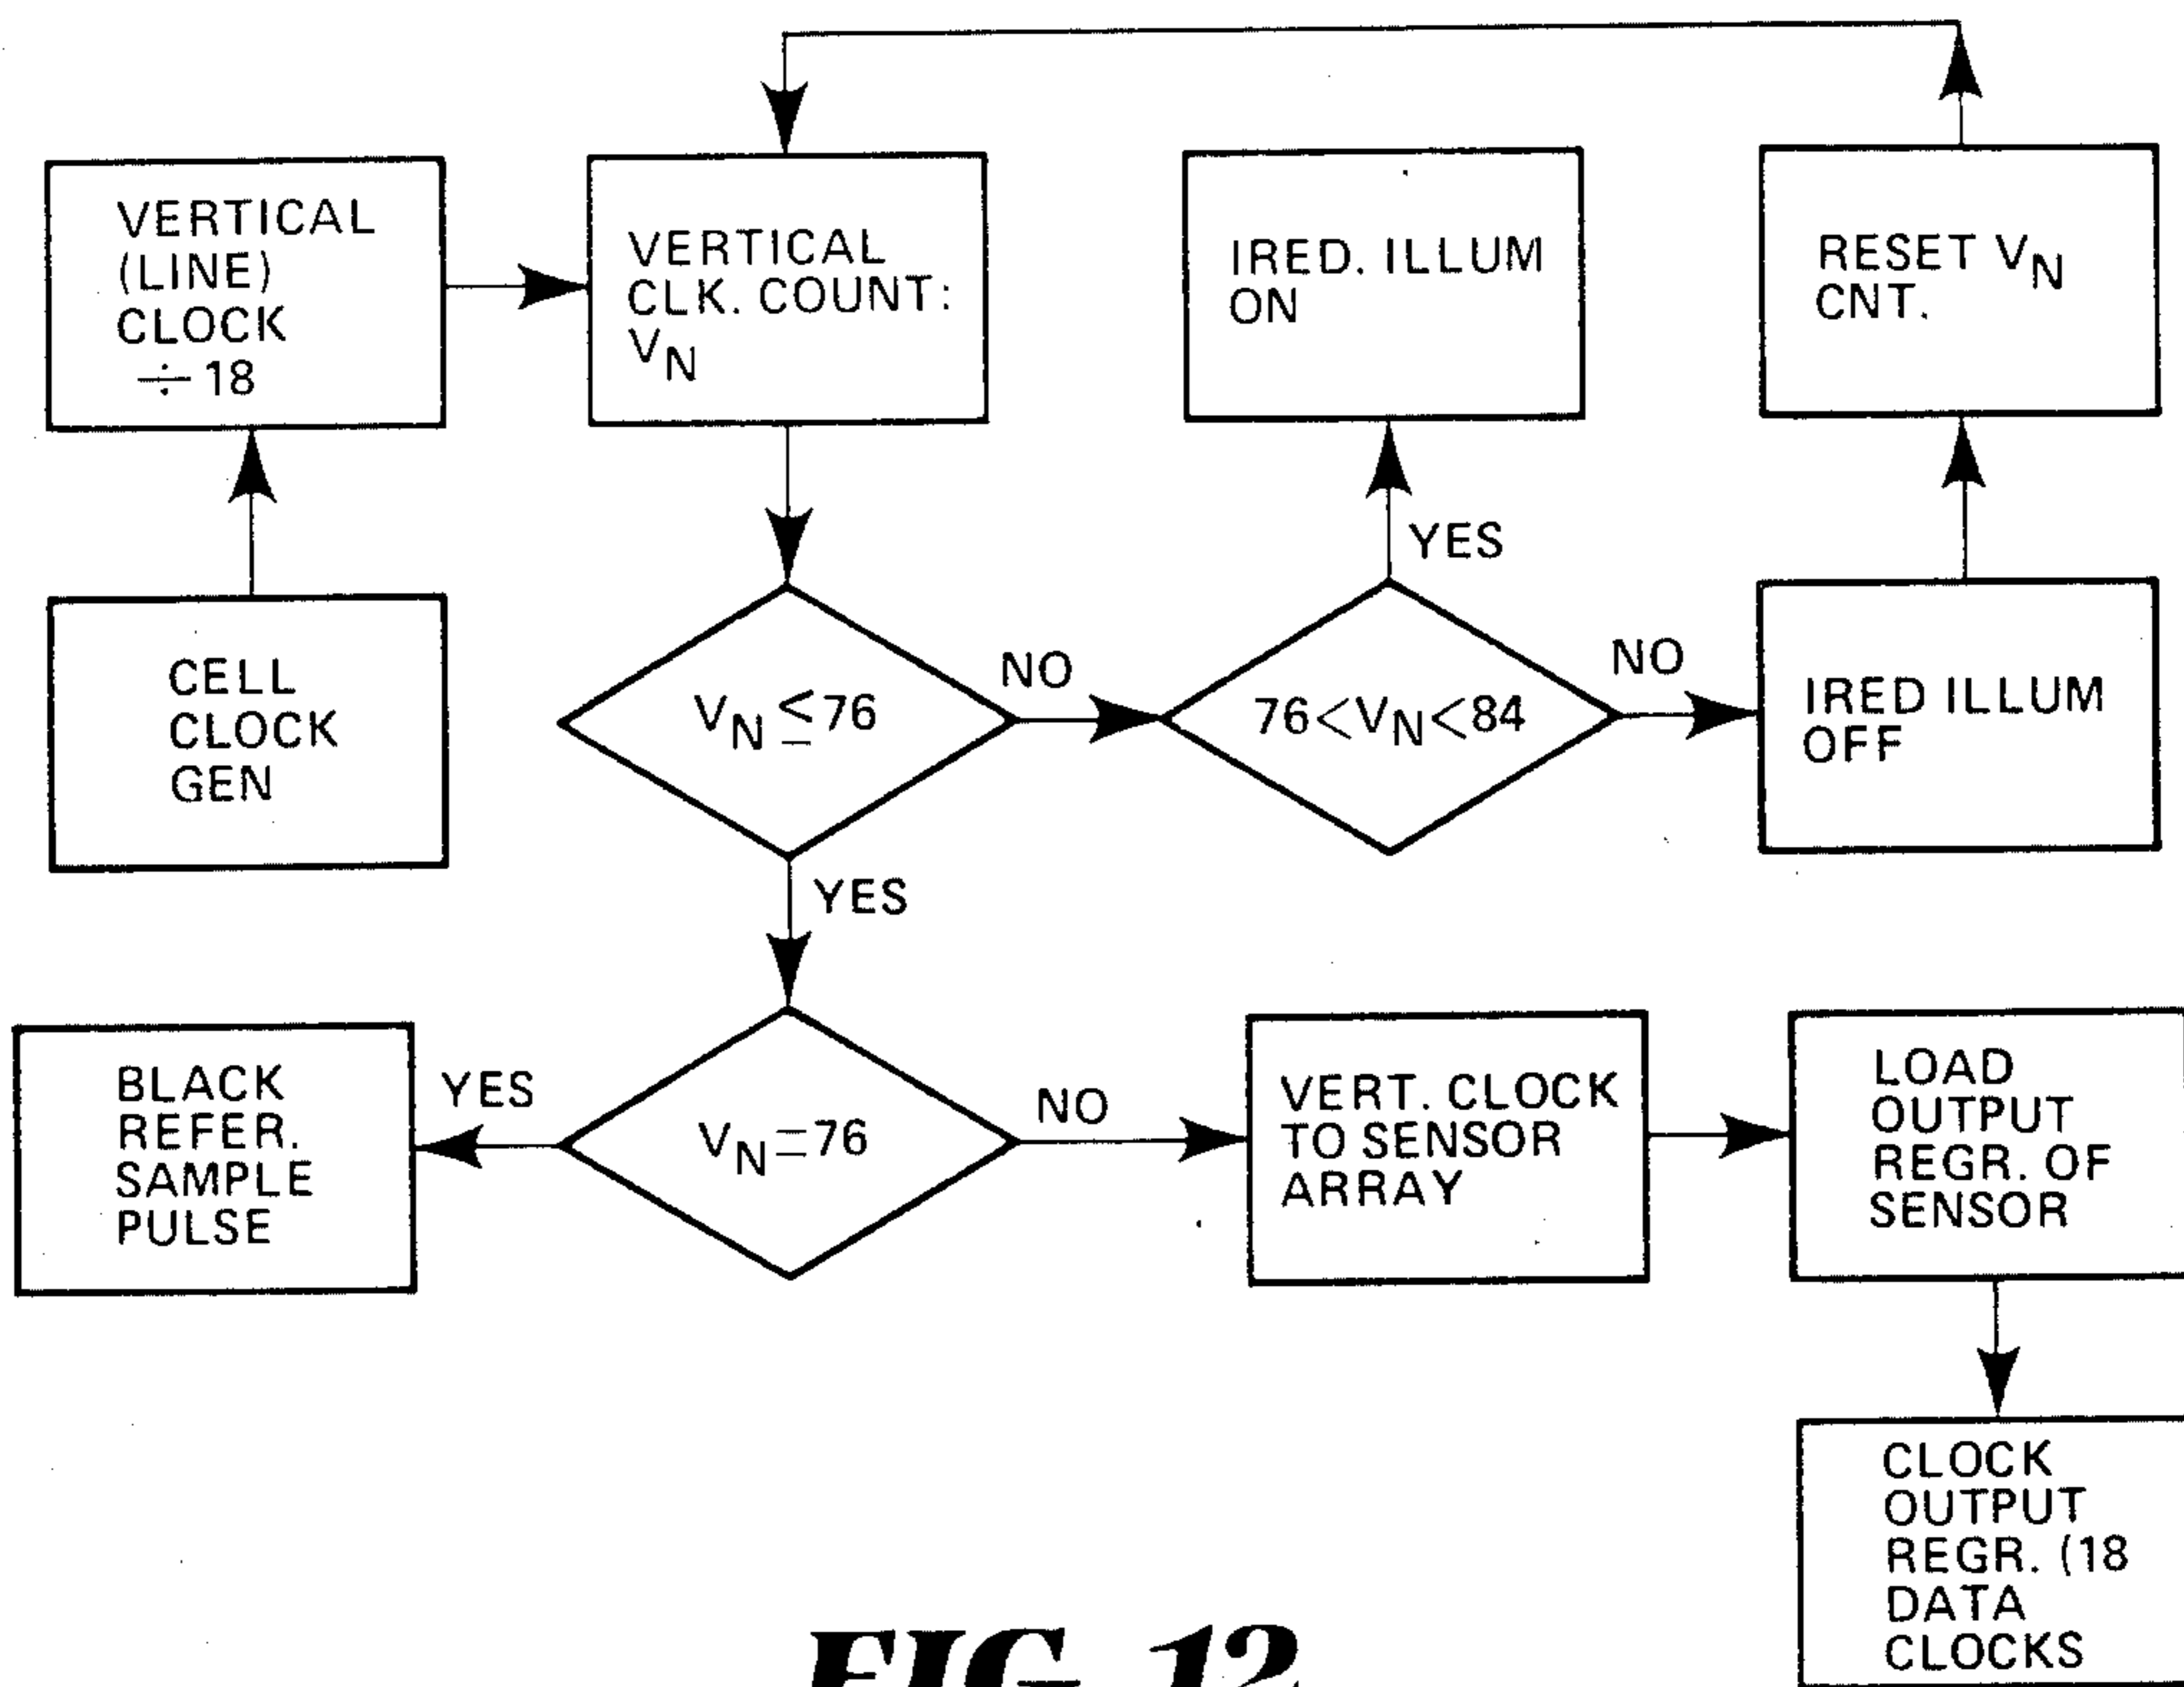 VERTICAL
(LINE)
CLOCK
÷18
VERTICAL
CLK. COUNT:
VN
IRED. ILLUM
ON
RESET VN
CNT.
CELL
CLOCK
GEN
VN ≤76
NO
YES
76<VN<84
NO
IRED ILLUM
OFF
YES
BLACK
REFER.
SAMPLE
PULSE
YES
VN=76
NO
VERT. CLOCK
TO SENSOR
ARRAY
LOAD
OUTPUT
REGR. OF
SENSOR
CLOCK
OUTPUT
REGR. (18
DATA
CLOCKS
FIG 12